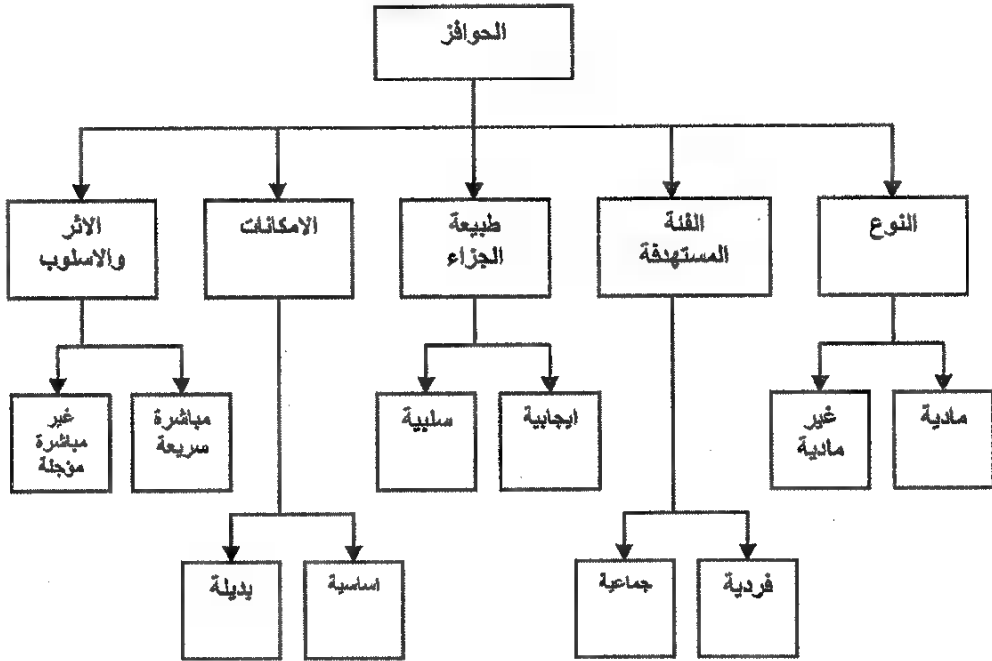 الحوافز
النوع
الفئة
المستهدفة
طبيعة
الجزاء
الامكانات
الاثر
والاسلوب
مادية
غير
مادية
ايجابية
سلبية
مباشرة
سريعة
غير
مباشرة
مؤجلة
فردية
جماعية
اساسية
بديلة